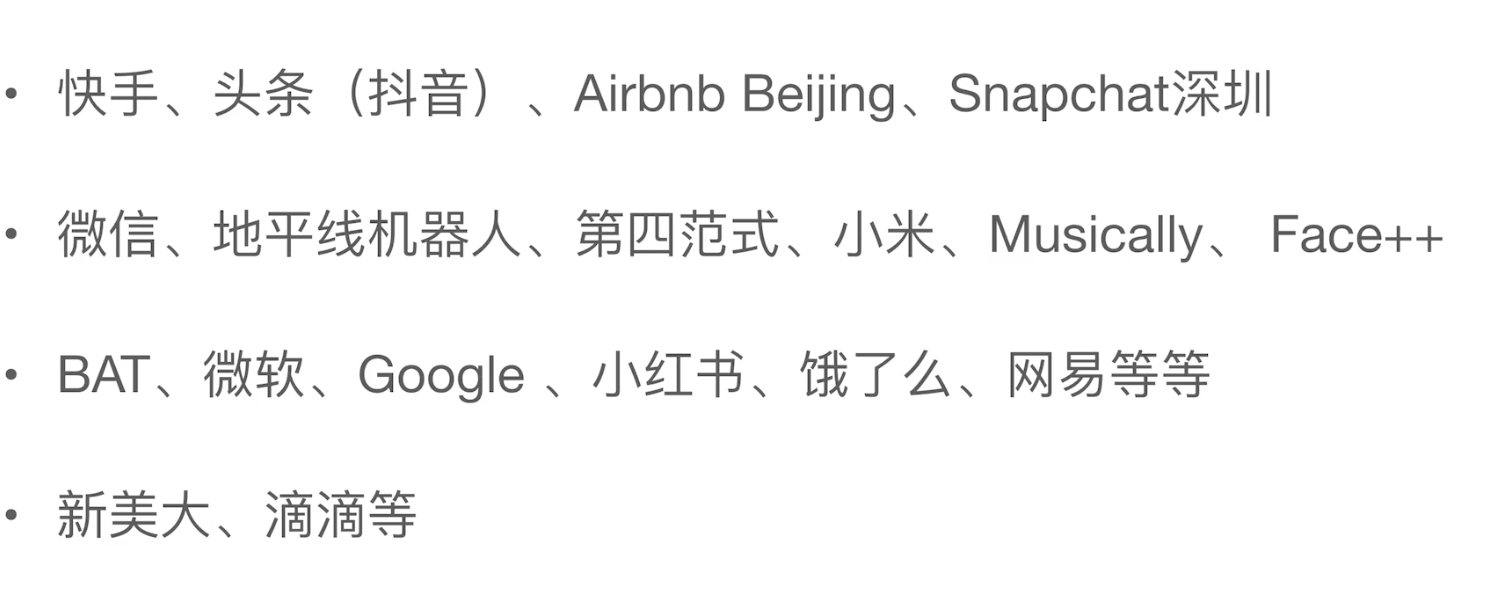 • 快手、头条（抖音）、Airbnb Beijing、Snapchat深圳
• 微信、地平线机器人、第四范式、小米、Musically、 Face++
• BAT、微软、Google 、小红书、饿了么、网易等等
• 新美大、滴滴等